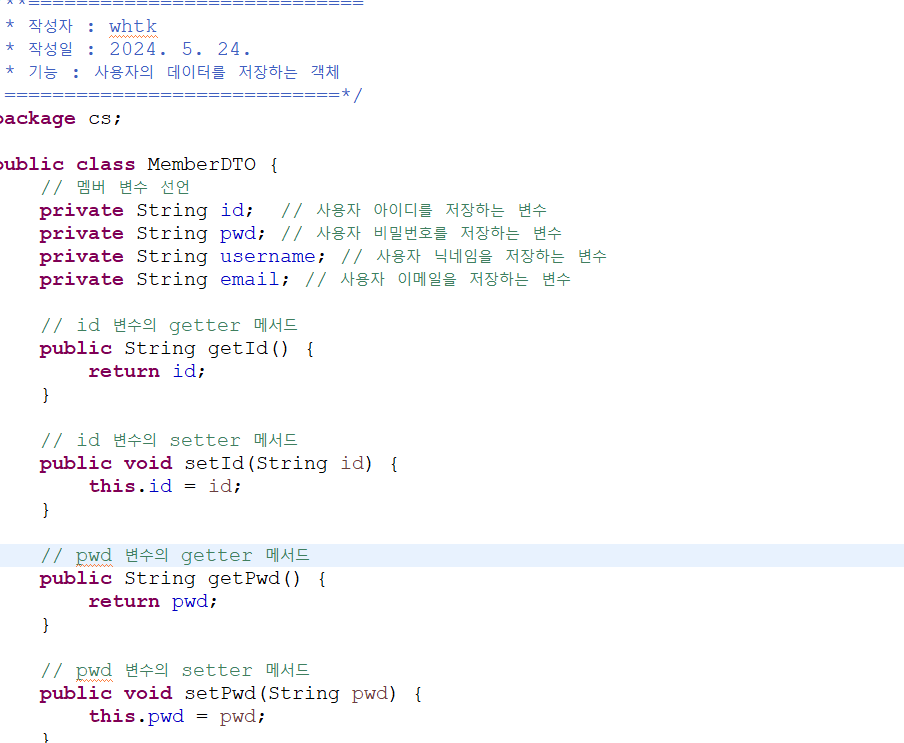 **============================
* 작성자 : whtk
* 작성일 : 2024. 5. 24.
* 기능 : 사용자의 데이터를 저장하는 객체
============================*/
package cs;
public class MemberDTO {
// 멤버 변수 선언
private String id; // 사용자 아이디를 저장하는 변수
private String pwd; // 사용자 비밀번호를 저장하는 변수
private String username; // 사용자 닉네임을 저장하는 변수
private String email; // 사용자 이메일을 저장하는 변수
// id 변수의 getter 메서드
public String getId() {
return id;
}
// id 변수의 setter 메서드
public void setId(String id) {
this.id = id;
}
// pwd 변수의 getter 메서드
public String getPwd() {
return pwd;
}
// pwd 변수의 setter 메서드
public void setPwd(String pwd) {
this.pwd = pwd;
}